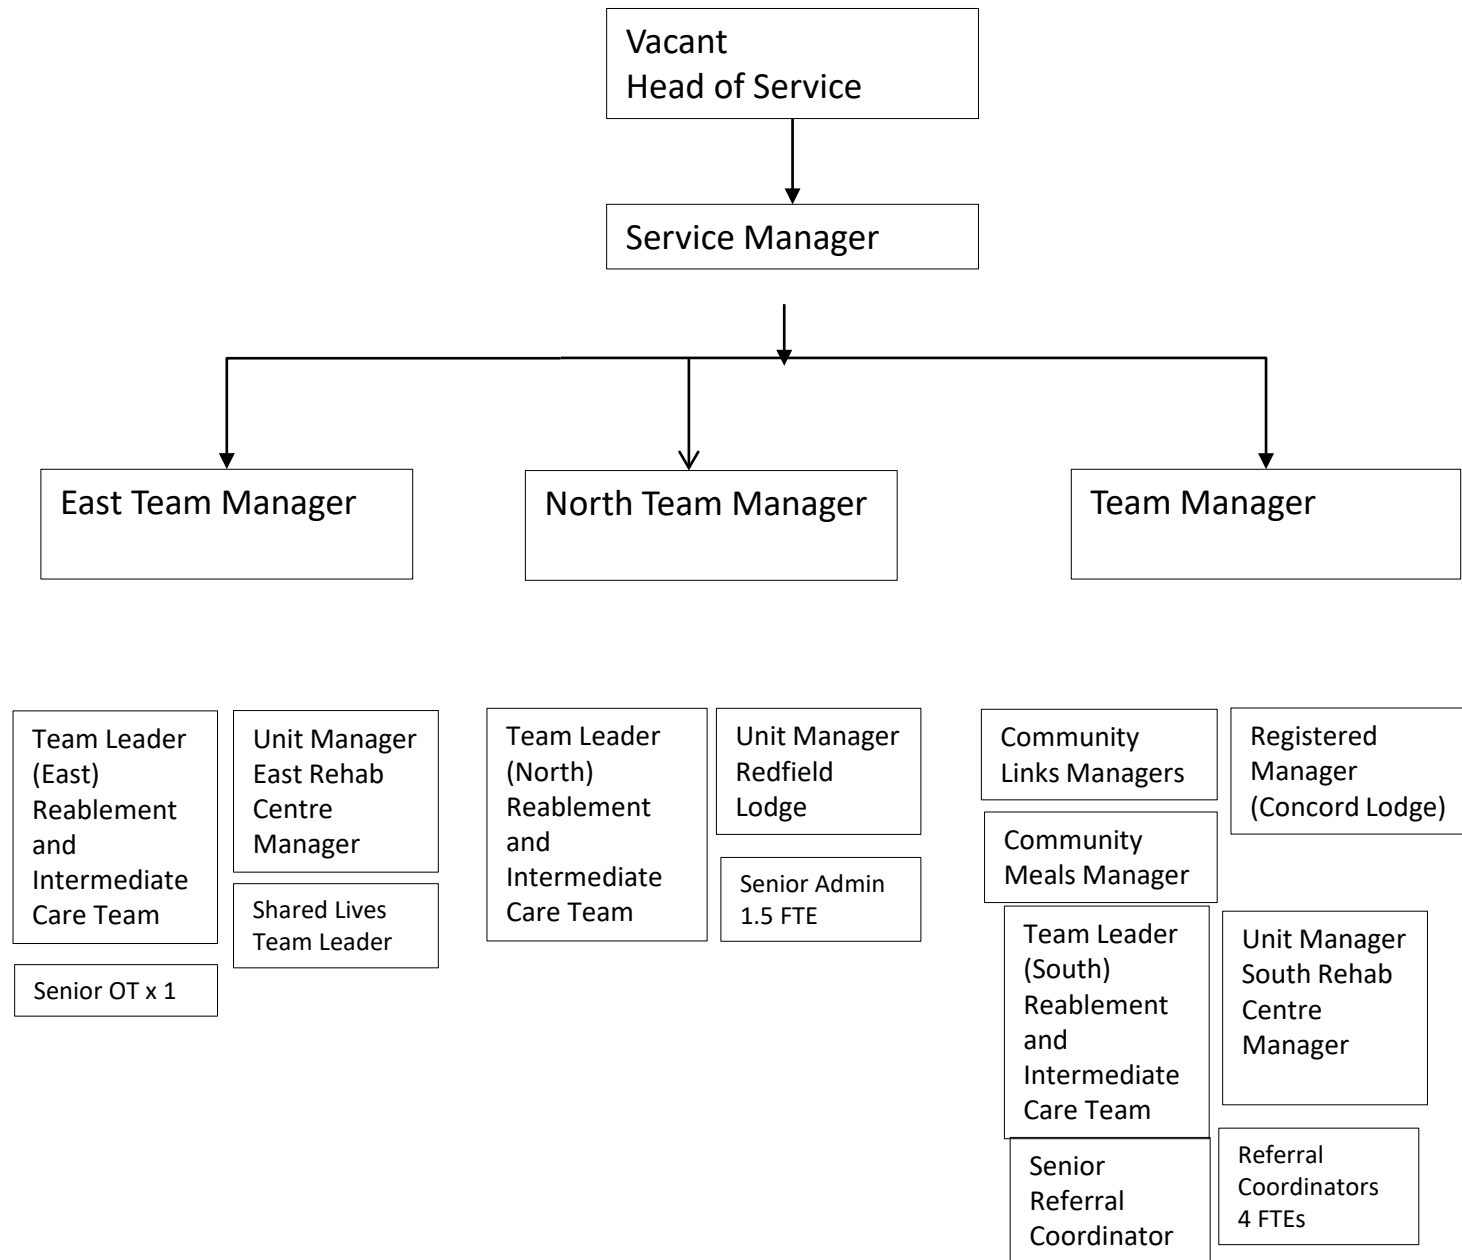 Vacant
Head of Service
Service Manager
East Team Manager
North Team Manager
Team Manager
Team Leader
(East)
Reablement
and
Intermediate
Care Team
Unit Manager
East Rehab
Centre
Manager
Shared Lives
Team Leader
Senior OT x 1
Team Leader
(North)
Reablement
and
Intermediate
Care Team
Unit Manager
Redfield
Lodge
Senior Admin
1.5 FTE
Community
Links Managers
Registered
Manager
(Concord Lodge)
Community
Meals Manager
Team Leader
(South)
Reablement
and
Intermediate
Care Team
Unit Manager
South Rehab
Centre
Manager
Senior
Referral
Coordinator
Referral
Coordinators
4 FTEs